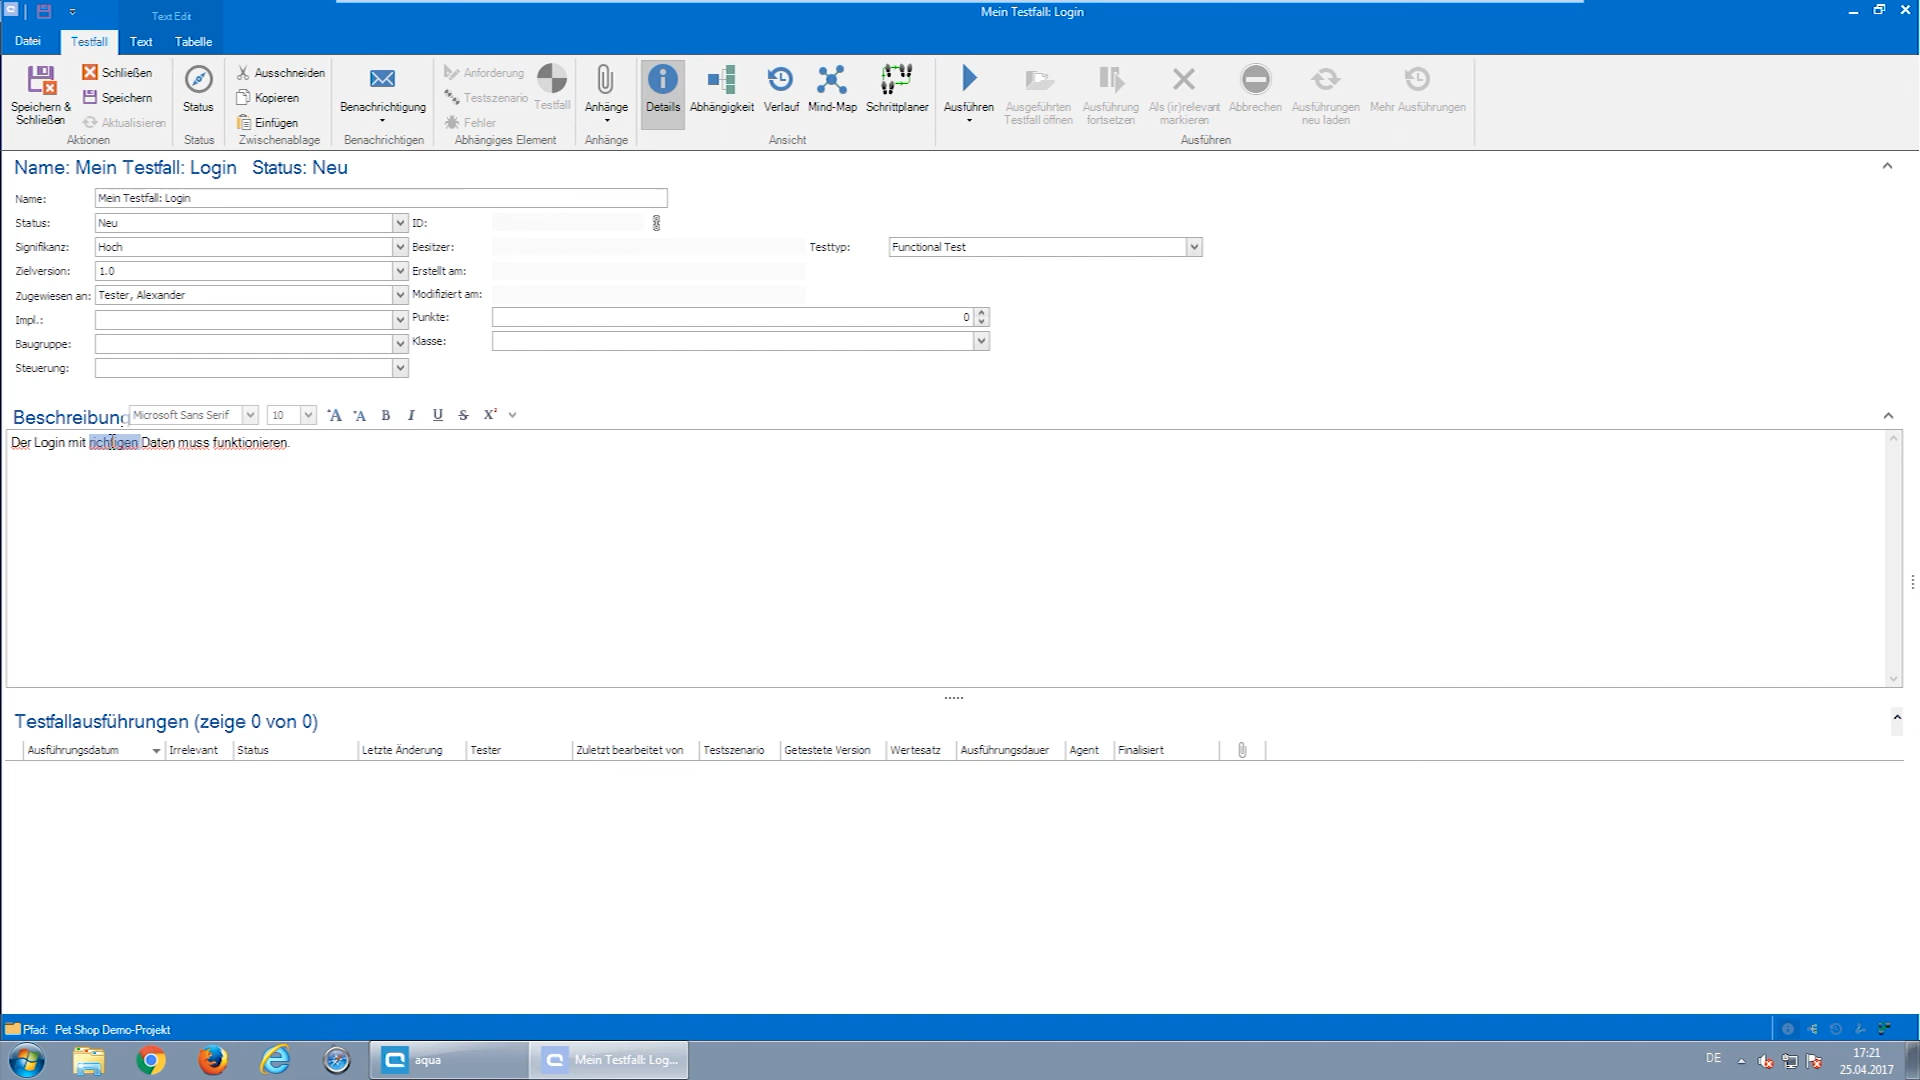 Text Edit
Mein Testfall: Login
Datei Testfall Text Tabelle
Speichern & Schließen
Schließen
Speichern
Aktualisieren
Aktionen
Status
Status
Ausschneiden
Kopieren
Einfügen
Zwischenablage
Benachrichtigung
Benachrichtigen
Anforderung
Testszenario
Fehler
Testfall
Abhängiges Element
Anhänge
Anhänge
Details
Abhängigkeit
Verlauf
Mind-Map
Schrittplaner
Ansicht
Ausführen
Ausgeführten Testfall öffnen
Ausführung fortsetzen
Als (ir)relevant markieren
Abbrechen
Ausführungen neu laden
Mehr Ausführungen
Ausführen
Name: Mein Testfall: Login Status: Neu
Name: Mein Testfall: Login
Status: Neu ID:
Signifikanz: Hoch Besitzer: Testtyp: Functional Test
Zielversion: 1.0 Erstellt am:
Zugewiesen an: Tester, Alexander Modifiziert am:
Impl.: Punkte: 0
Baugruppe: Klasse:
Steuerung:
Beschreibung Microsoft Sans Serif 10 A A B I U S X²
Der Login mit richtigen Daten muss funktionieren.
Testfallausführungen (zeige 0 von 0)
Ausführungsdatum Irrelevant Status Letzte Änderung Tester Zuletzt bearbeitet von Testszenario Getestete Version Wertesatz Ausführungsdauer Agent Finalisiert
Pfad: Pet Shop Demo-Projekt
aqua Mein Testfall: Log... DE 17:21
25.04.2017